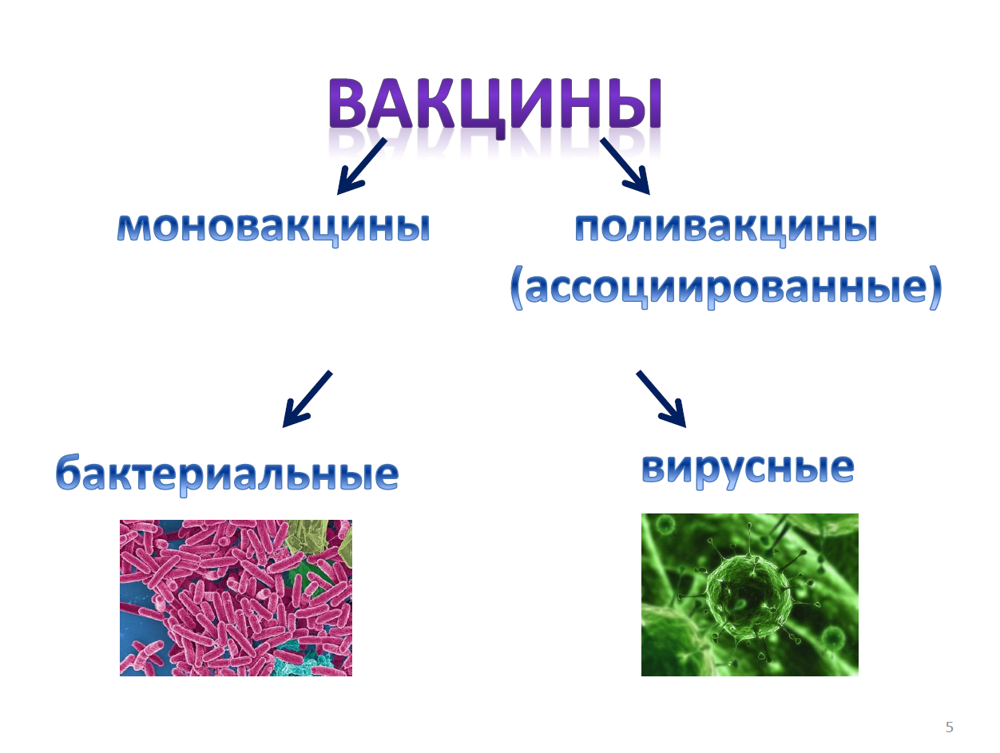 ВАКЦИНЫ
моновакцины
поливакцины
(ассоциированные)
бактериальные
вирусные
5